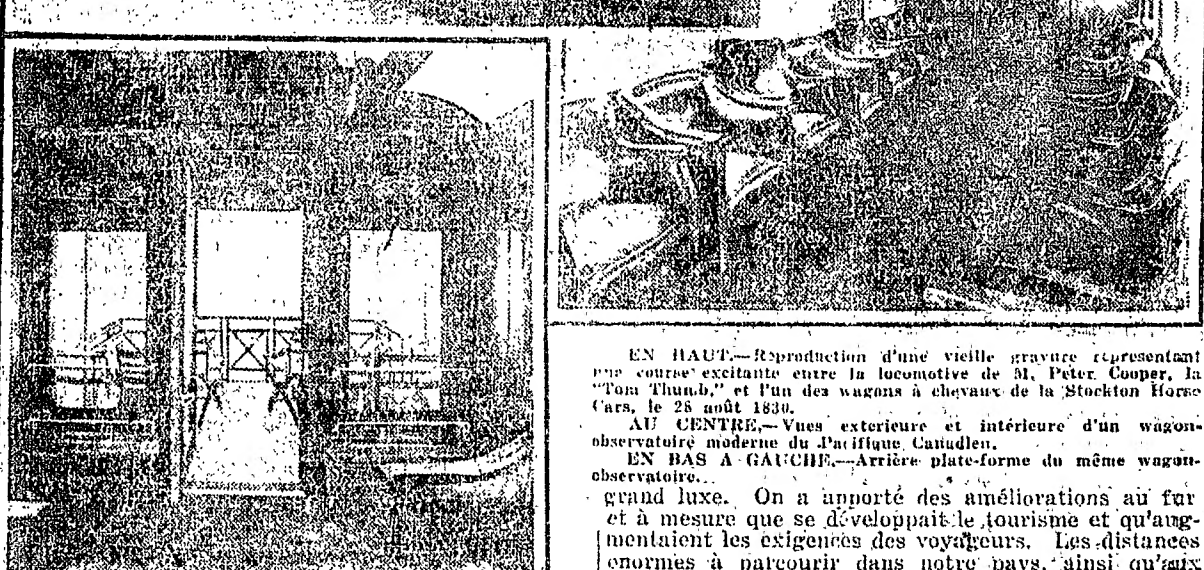 EN HAUT.—Reproduction d'une vieille gravure representant
une course excitante entre la locomotive de M. Peter Cooper, la
"Tom Thumb," et l'un des wagons à chevaux de la Stockton Horse
Cars, le 28 août 1830.
AU CENTRE,—Vues exterieure et intérieure d'un wagon-
observatoire moderne du Pacifique Canadien.
EN BAS A GAUCHE.—Arrière plate-forme du même wagon-
observatoire..
grand luxe. On a apporté des améliorations au fur
et à mesure que se développait le tourisme et qu'aug-
mentaient les exigences des voyageurs. Les distances
enormes à parcourir dans notre pays, ainsi qu'aux